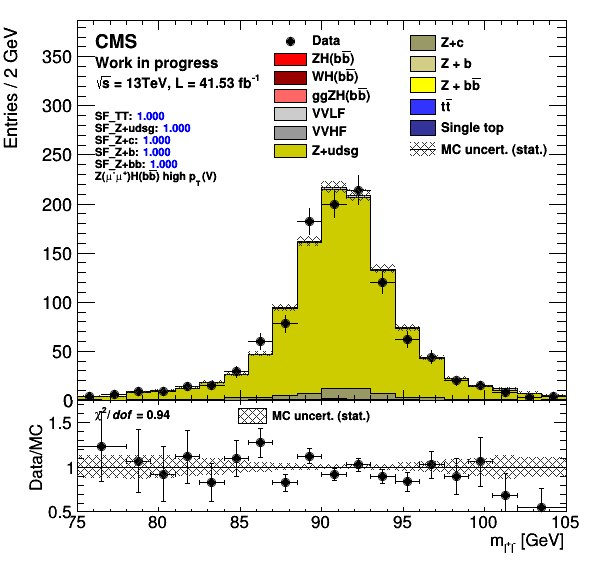 CMS
Work in progress
√s = 13TeV, L = 41.53 fb⁻¹
SF_TT: 1.000
SF_Z+udsg: 1.000
SF_Z+c: 1.000
SF_Z+b: 1.000
SF_Z+bb: 1.000
Z(μ⁻μ⁺)H(bb̅) high p_T(V)
Data
ZH(bb̅)
WH(bb̅)
ggZH(bb̅)
VVLF
VVHF
Z+udsg
Z+c
Z + b
Z + bb̅
tt̅
Single top
MC uncert. (stat.)
Entries / 2 GeV
350
300
250
200
150
100
50
0
χ²/dof = 0.94
MC uncert. (stat.)
Data/MC
1.5
1
0.5
75 80 85 90 95 100 105
m_l⁺l⁻ [GeV]